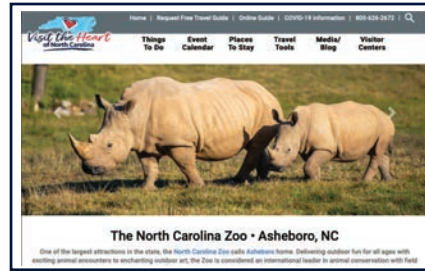 Home | Request Free Travel Guide | Online Guide | COVID-19 Information | 800-626-2672 |
Visit the Heart
of North Carolina
Things To Do
Event Calendar
Places To Stay
Travel Tools
Media/ Blog
Visitor Centers
The North Carolina Zoo • Asheboro, NC
One of the largest attractions in the state, the North Carolina Zoo calls Asheboro home. Delivering outdoor fun for all ages with
exciting animal encounters to enchanting outdoor art, the Zoo is considered an international leader in animal conservation with field